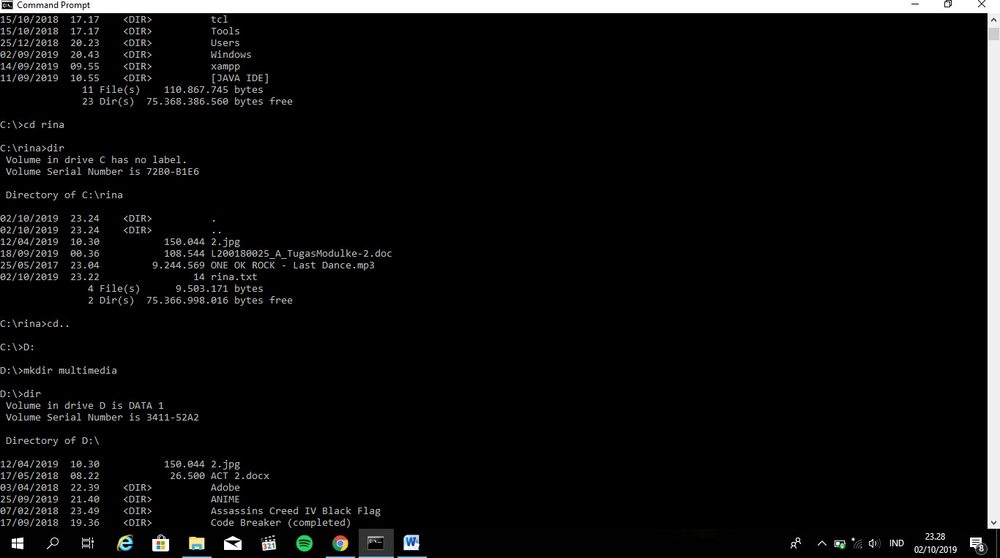 Command Prompt
15/10/2018  17.17    <DIR>          tcl
15/10/2018  17.17    <DIR>          Tools
25/12/2018  20.23    <DIR>          Users
02/09/2019  20.43    <DIR>          Windows
14/09/2019  09.55    <DIR>          xampp
11/09/2019  10.55    <DIR>          [JAVA IDE]
              11 File(s)    110.867.745 bytes
              23 Dir(s)  75.368.386.560 bytes free
C:\>cd rina
C:\rina>dir
 Volume in drive C has no label.
 Volume Serial Number is 72B0-B1E6
 Directory of C:\rina
02/10/2019  23.24    <DIR>          .
02/10/2019  23.24    <DIR>          ..
12/04/2019  10.30           150.044 2.jpg
18/09/2019  00.36           108.544 L200180025_A_TugasModulke-2.doc
25/05/2017  23.04         9.244.569 ONE OK ROCK - Last Dance.mp3
02/10/2019  23.22                14 rina.txt
               4 File(s)      9.503.171 bytes
               2 Dir(s)  75.366.998.016 bytes free
C:\rina>cd..
C:\>D:
D:\>mkdir multimedia
D:\>dir
 Volume in drive D is DATA 1
 Volume Serial Number is 3411-52A2
 Directory of D:\
12/04/2019  10.30           150.044 2.jpg
17/05/2018  08.22            26.500 ACT 2.docx
03/04/2018  22.39    <DIR>          Adobe
25/09/2019  21.40    <DIR>          ANIME
07/02/2018  23.49    <DIR>          Assassins Creed IV Black Flag
17/09/2018  19.36    <DIR>          Code Breaker (completed)
321
IND
23.28
02/10/2019
8